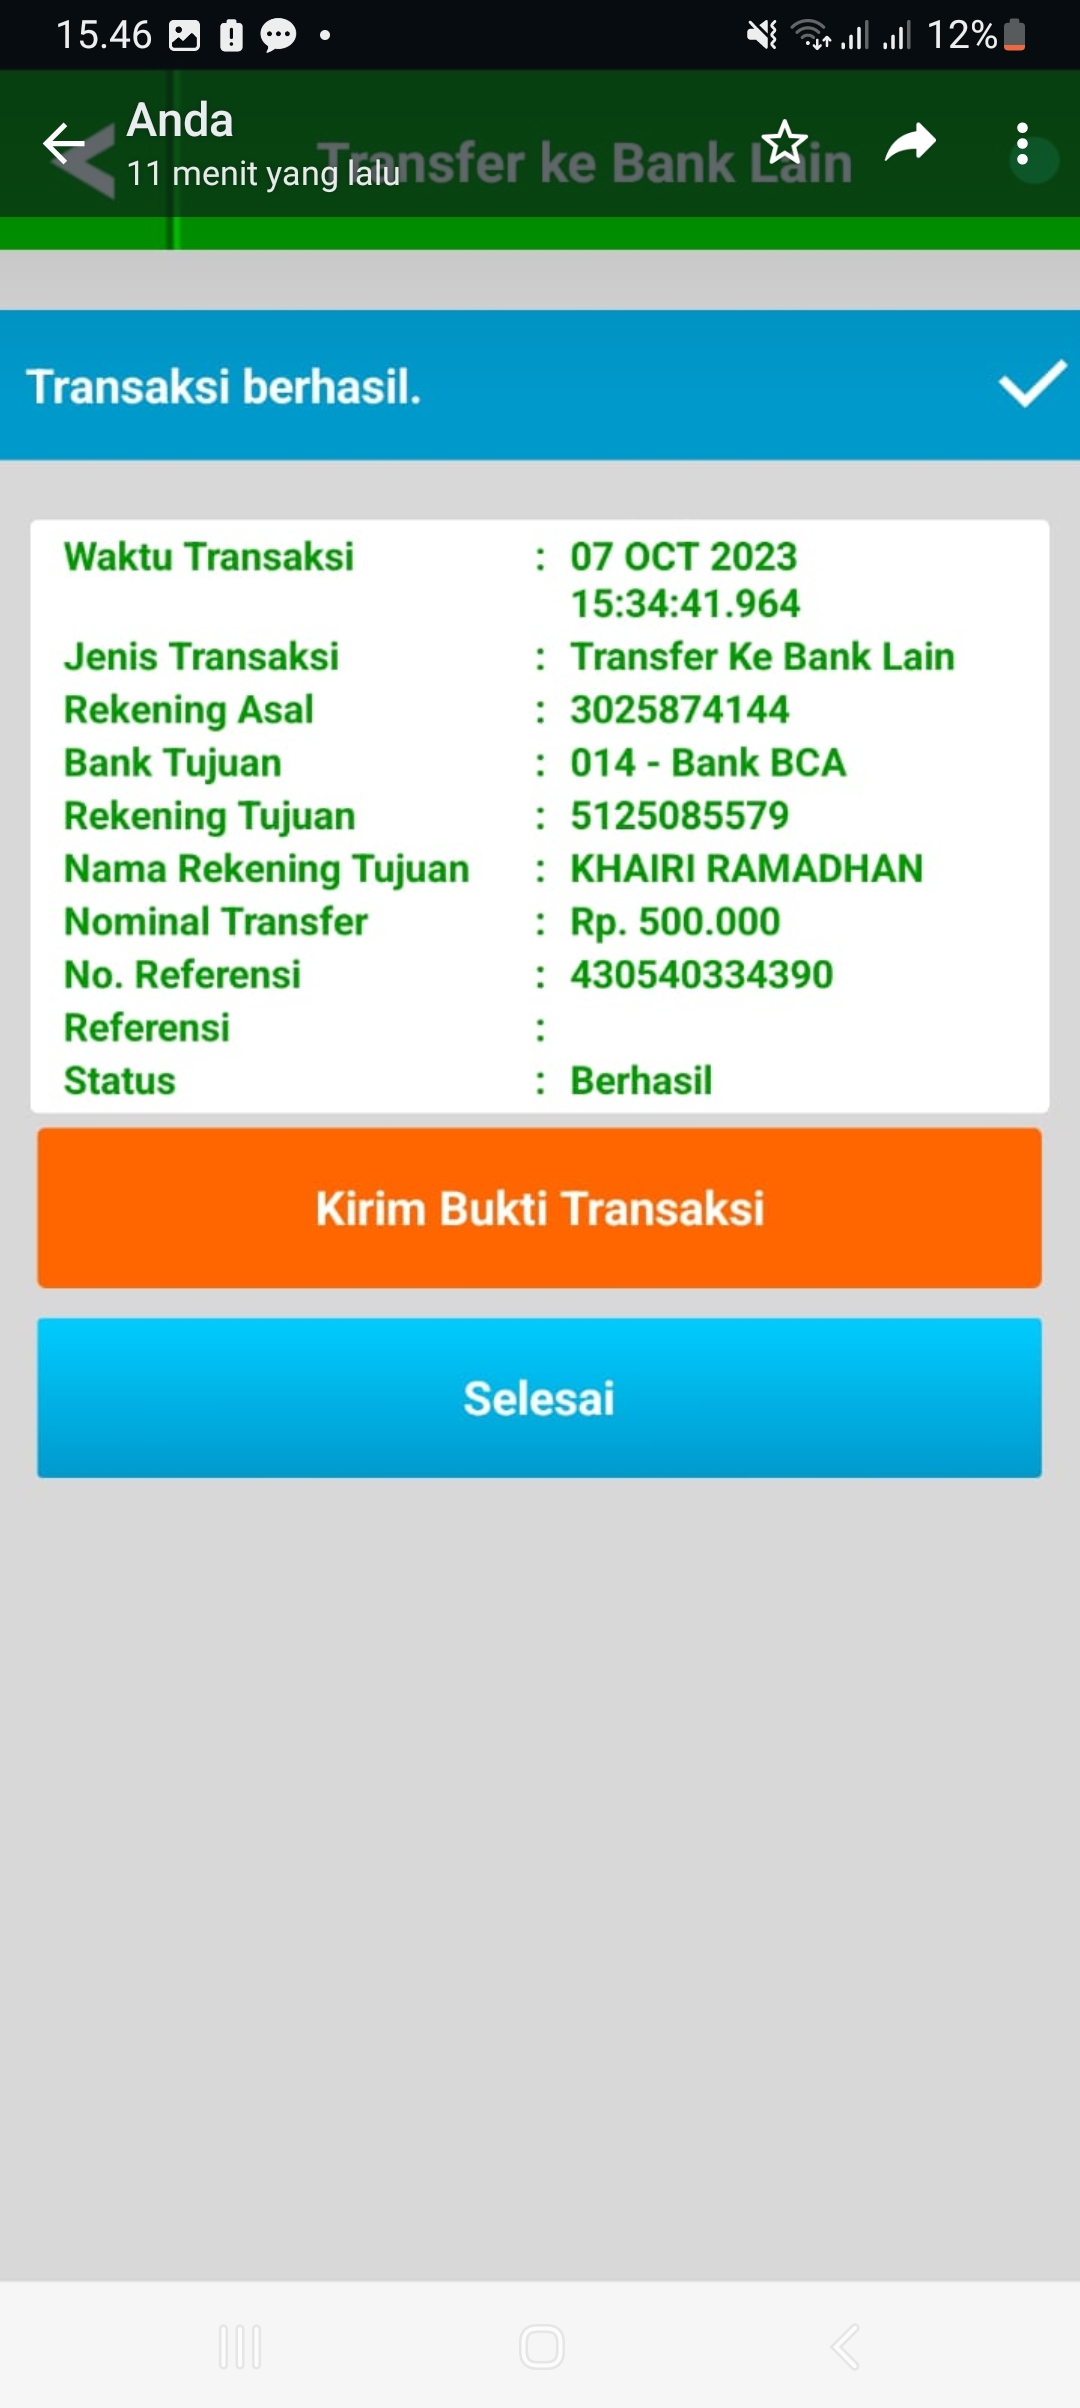 15.46
12%
Anda
Transfer ke Bank Lain
11 menit yang lalu
Transaksi berhasil.
Waktu Transaksi : 07 OCT 2023
15:34:41.964
Jenis Transaksi : Transfer Ke Bank Lain
Rekening Asal : 3025874144
Bank Tujuan : 014 - Bank BCA
Rekening Tujuan : 5125085579
Nama Rekening Tujuan : KHAIRI RAMADHAN
Nominal Transfer : Rp. 500.000
No. Referensi : 430540334390
Referensi :
Status : Berhasil
Kirim Bukti Transaksi
Selesai